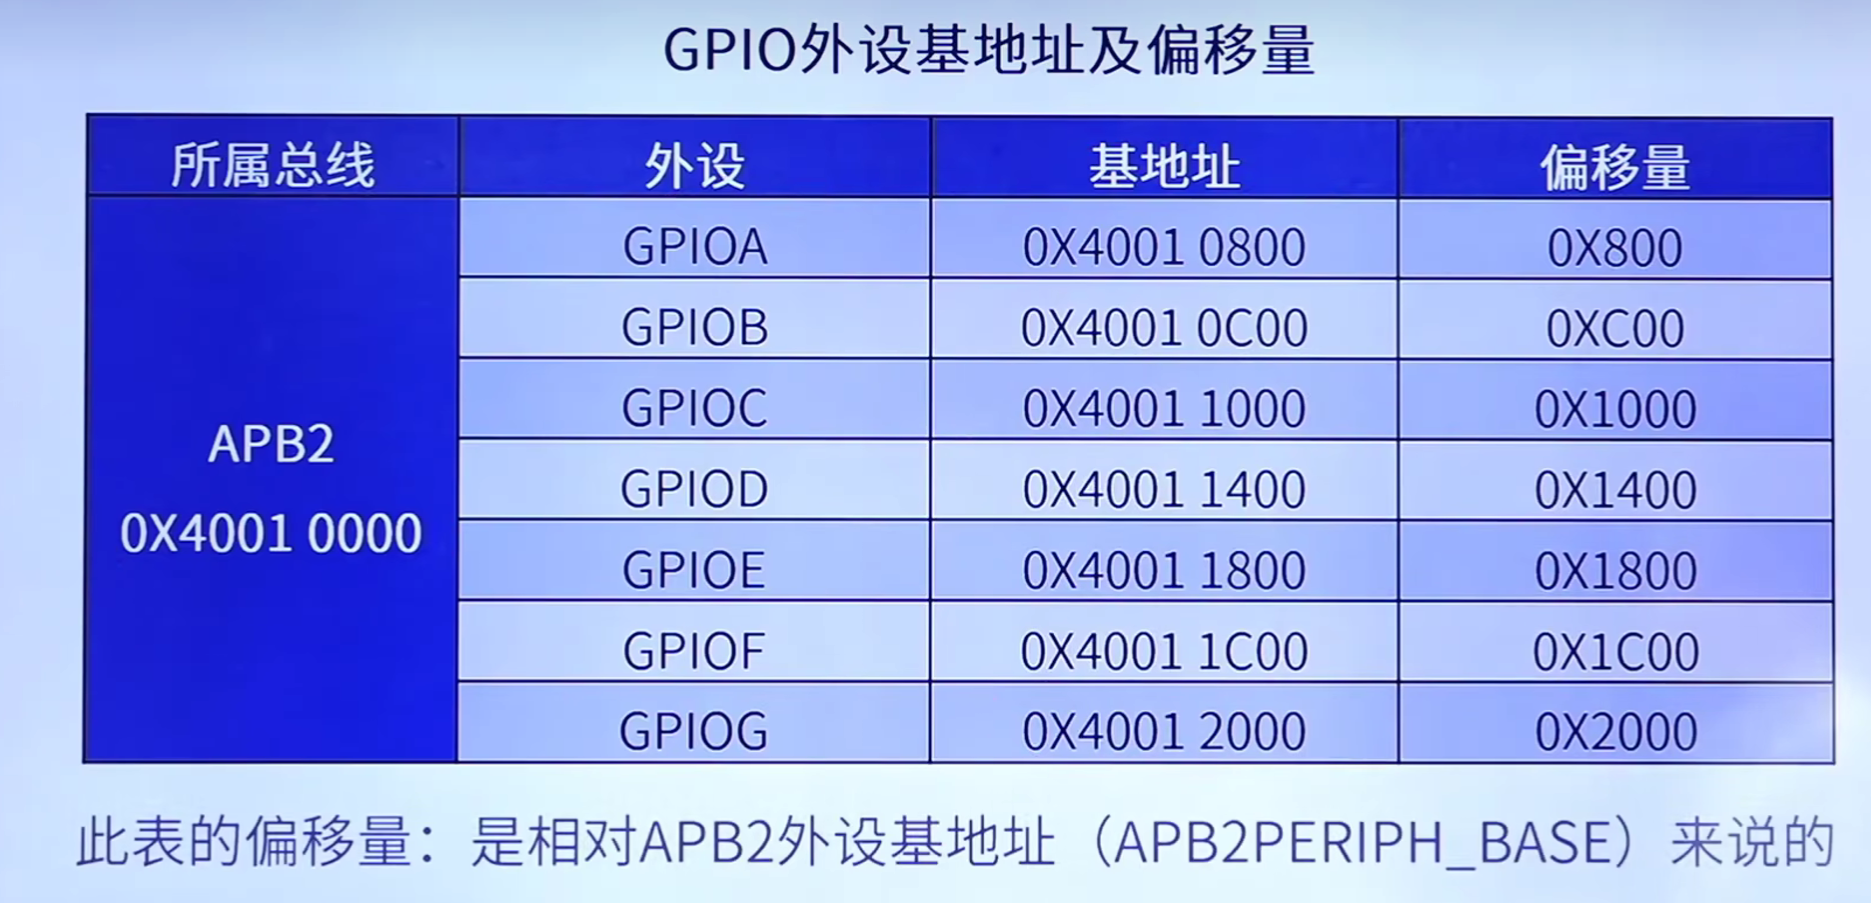 GPIO外设基地址及偏移量
所属总线 外设 基地址 偏移量
APB2
0X4001 0000
GPIOA 0X4001 0800 0X800
GPIOB 0X4001 0C00 0XC00
GPIOC 0X4001 1000 0X1000
GPIOD 0X4001 1400 0X1400
GPIOE 0X4001 1800 0X1800
GPIOF 0X4001 1C00 0X1C00
GPIOG 0X4001 2000 0X2000
此表的偏移量：是相对APB2外设基地址（APB2PERIPH_BASE）来说的